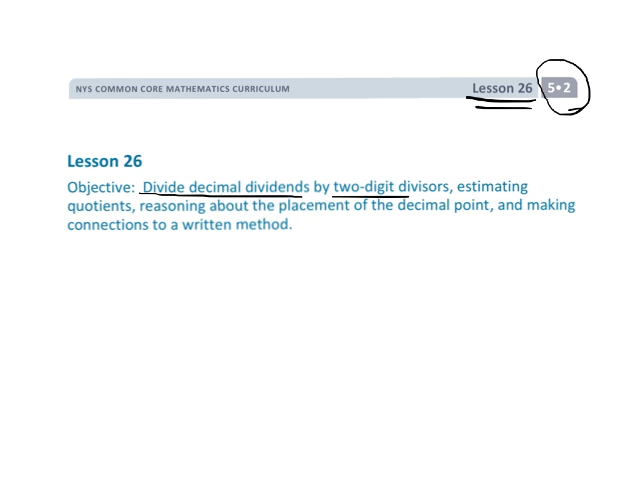 NYS COMMON CORE MATHEMATICS CURRICULUM Lesson 26 5•2
Lesson 26
Objective: Divide decimal dividends by two-digit divisors, estimating
quotients, reasoning about the placement of the decimal point, and making
connections to a written method.